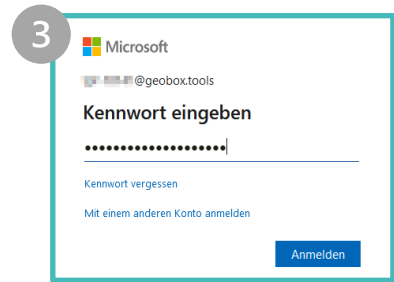 3
Microsoft
@geobox.tools
Kennwort eingeben
Kennwort vergessen
Mit einem anderen Konto anmelden
Anmelden